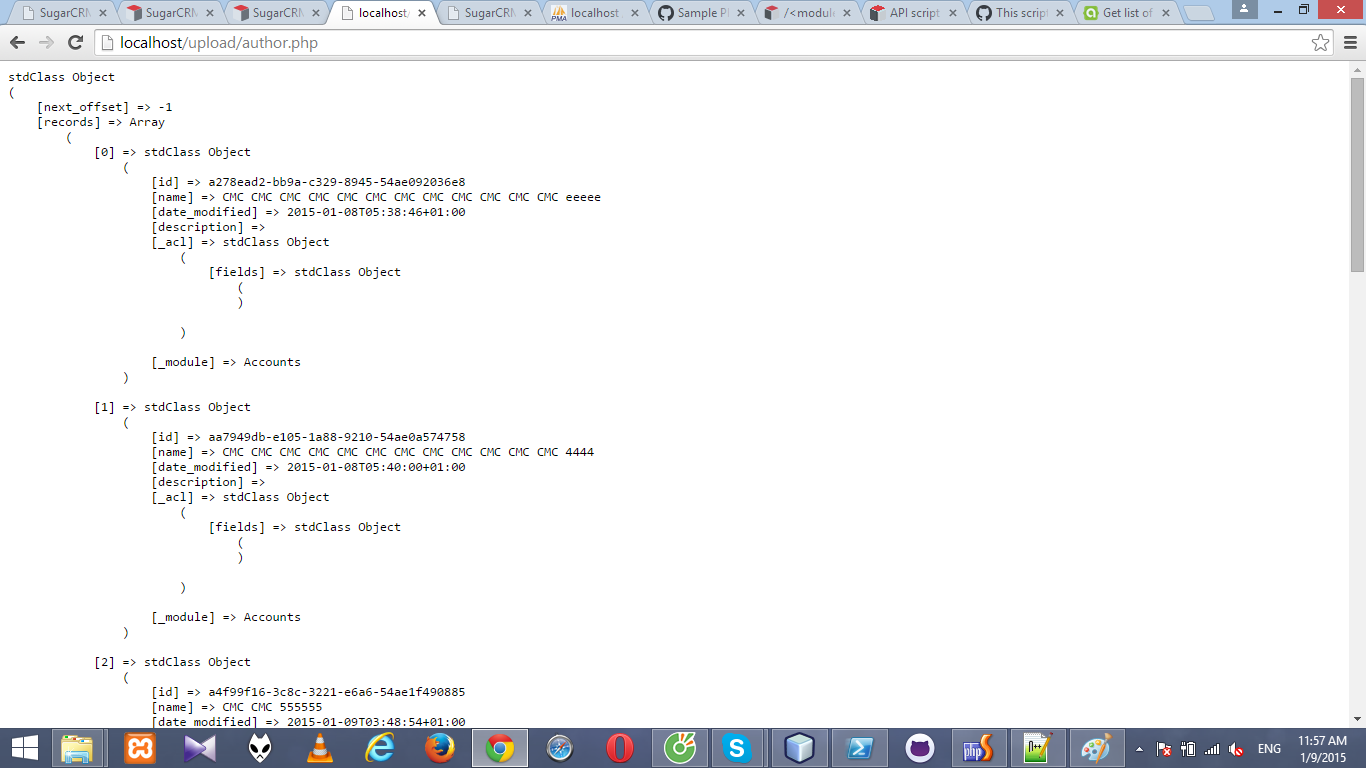 SugarCRM
SugarCRM
SugarCRM
localhost/
SugarCRM
localhost
Sample P
/<module
API script
This script
Get list of
localhost/upload/author.php
stdClass Object
(
[next_offset] => -1
[records] => Array
(
[0] => stdClass Object
(
[id] => a278ead2-bb9a-c329-8945-54ae092036e8
[name] => CMC CMC CMC CMC CMC CMC CMC CMC CMC CMC CMC CMC eeeee
[date_modified] => 2015-01-08T05:38:46+01:00
[description] =>
[_acl] => stdClass Object
(
[fields] => stdClass Object
(
)
)
[_module] => Accounts
)
[1] => stdClass Object
(
[id] => aa7949db-e105-1a88-9210-54ae0a574758
[name] => CMC CMC CMC CMC CMC CMC CMC CMC CMC CMC CMC CMC 4444
[date_modified] => 2015-01-08T05:40:00+01:00
[description] =>
[_acl] => stdClass Object
(
[fields] => stdClass Object
(
)
)
[_module] => Accounts
)
[2] => stdClass Object
(
[id] => a4f99f16-3c8c-3221-e6a6-54ae1f490885
[name] => CMC CMC 555555
[date_modified] => 2015-01-09T03:48:54+01:00
ENG
11:57 AM
1/9/2015